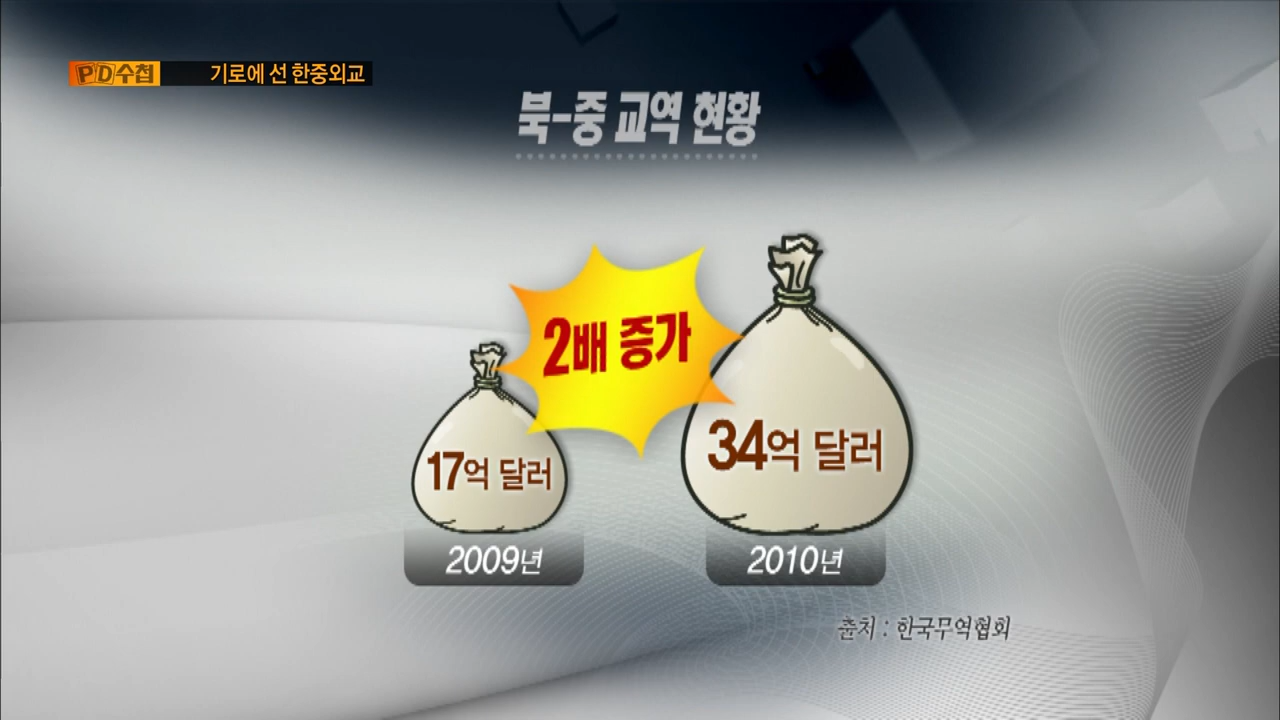 PD수첩 기로에 선 한중외교
북-중 교역 현황
2배 증가
17억 달러
34억 달러
2009년
2010년
출처 : 한국무역협회